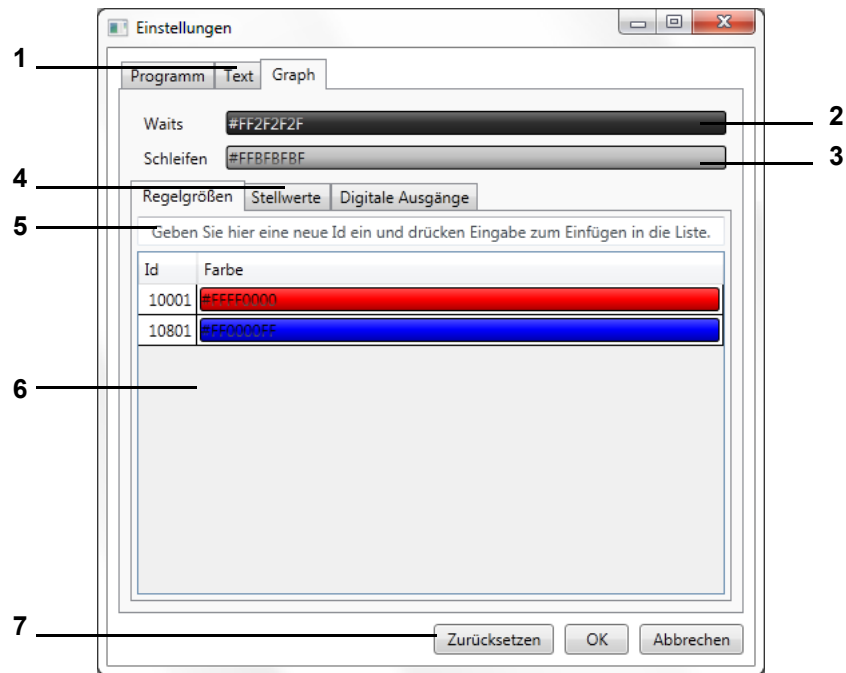 Einstellungen
1
Programm Text Graph
Waits #FF2F2F2F 2
Schleifen #FFBFBFBF 3
4
Regelgrößen Stellwerte Digitale Ausgänge
5 Geben Sie hier eine neue Id ein und drücken Eingabe zum Einfügen in die Liste.
Id Farbe
10001 #FFFF0000
10801 #FF0000FF
6
7 Zurücksetzen OK Abbrechen